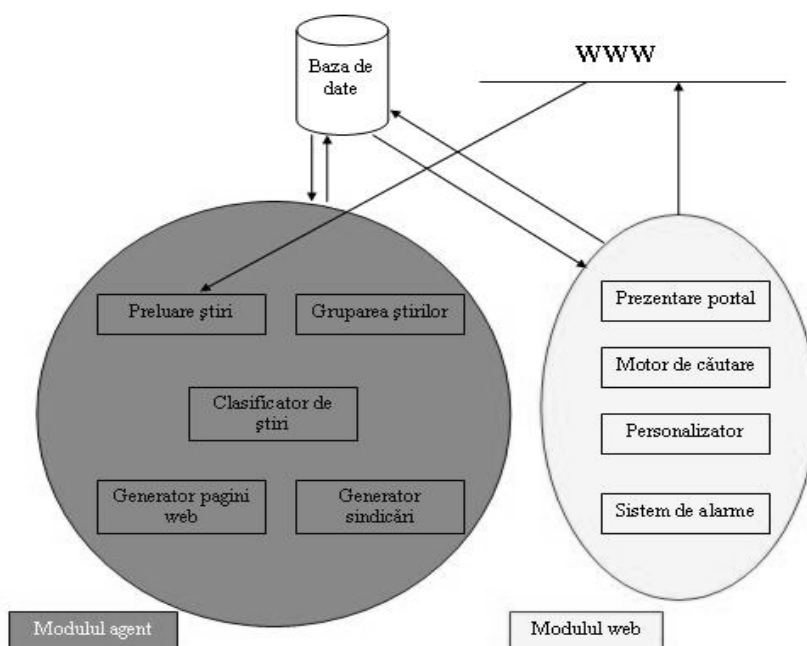 Baza de
date
WWW
Preluare ştiri
Gruparea ştirilor
Clasificator de
ştiri
Generator pagini
web
Generator
sindicări
Prezentare portal
Motor de căutare
Personalizator
Sistem de alarme
Modulul agent
Modulul web